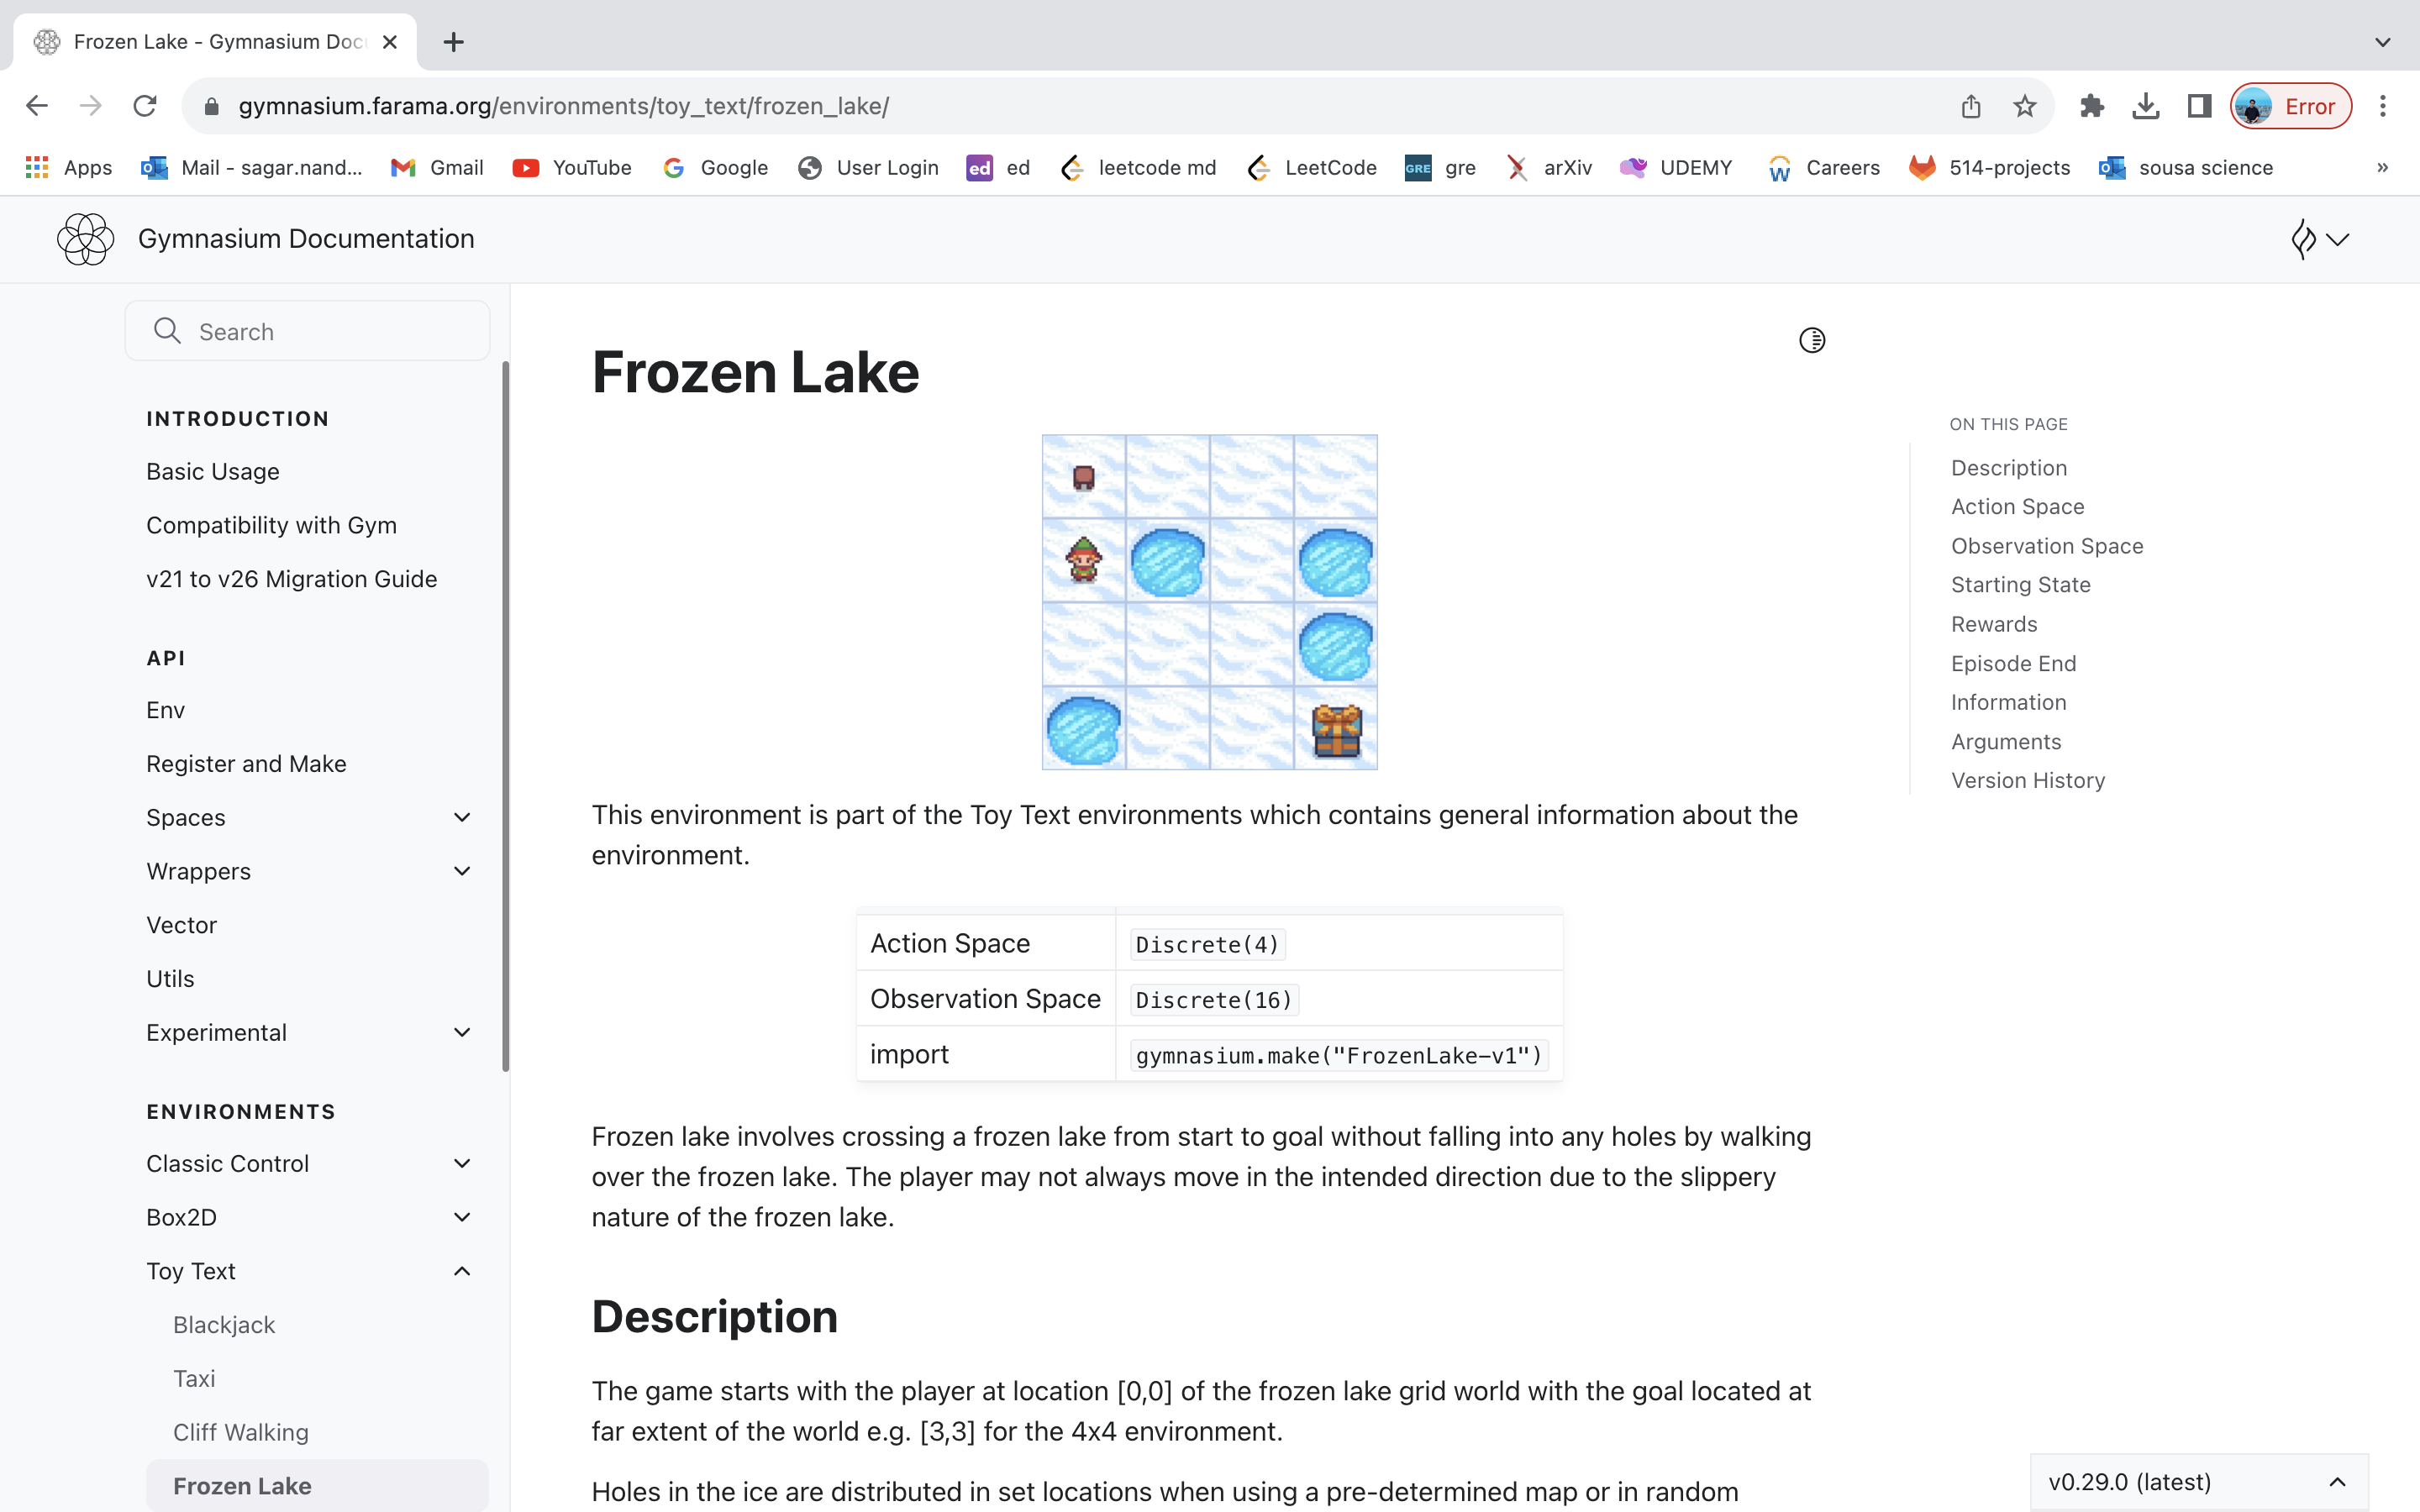 Frozen Lake - Gymnasium Doc
gymnasium.farama.org/environments/toy_text/frozen_lake/
Error
Apps
Mail - sagar.nand...
Gmail
YouTube
Google
User Login
ed ed
leetcode md
LeetCode
GRE gre
arXiv
UDEMY
Careers
514-projects
sousa science
»
Gymnasium Documentation
Search
INTRODUCTION
Basic Usage
Compatibility with Gym
v21 to v26 Migration Guide
API
Env
Register and Make
Spaces
Wrappers
Vector
Utils
Experimental
ENVIRONMENTS
Classic Control
Box2D
Toy Text
Blackjack
Taxi
Cliff Walking
Frozen Lake
Frozen Lake
This environment is part of the Toy Text environments which contains general information about the
environment.
Action Space Discrete(4)
Observation Space Discrete(16)
import gymnasium.make("FrozenLake-v1")
Frozen lake involves crossing a frozen lake from start to goal without falling into any holes by walking
over the frozen lake. The player may not always move in the intended direction due to the slippery
nature of the frozen lake.
Description
The game starts with the player at location [0,0] of the frozen lake grid world with the goal located at
far extent of the world e.g. [3,3] for the 4x4 environment.
Holes in the ice are distributed in set locations when using a pre-determined map or in random
ON THIS PAGE
Description
Action Space
Observation Space
Starting State
Rewards
Episode End
Information
Arguments
Version History
v0.29.0 (latest)